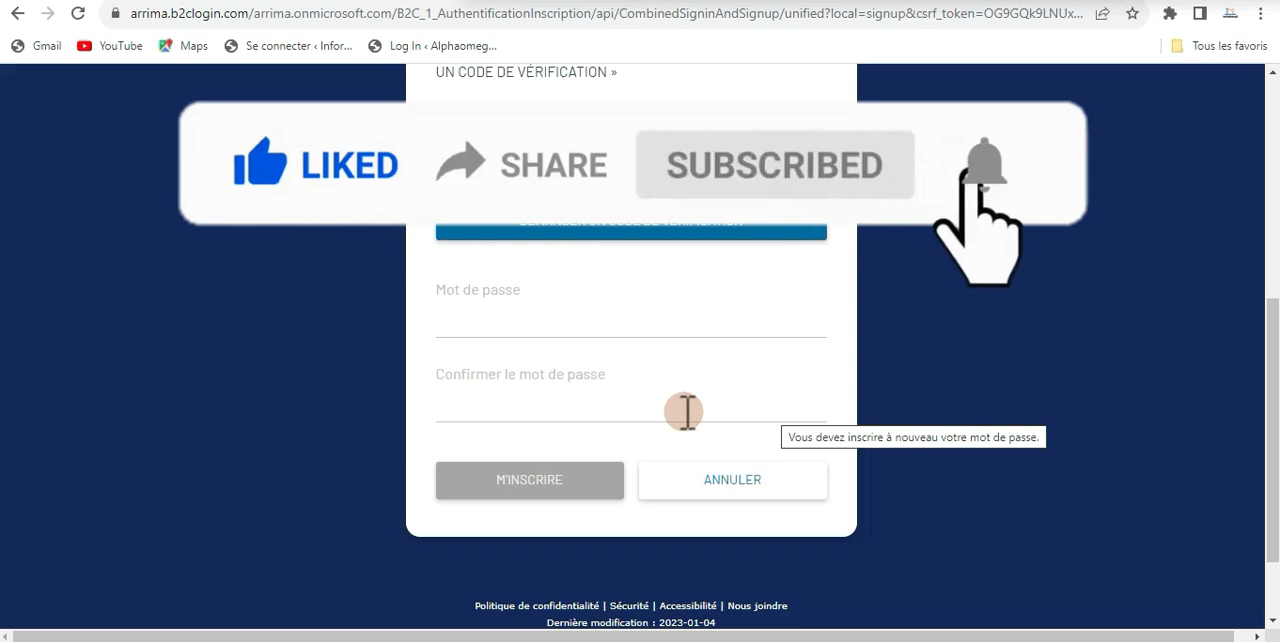 arrima.b2clogin.com/arrima.onmicrosoft.com/B2C_1_AuthentificationInscription/api/CombinedSigninAndSignup/unified?local=signup&csrf_token=OG9GQk9LNUx...
Gmail YouTube Maps Se connecter ‹ Infor... Log In ‹ Alphaomeg... Tous les favoris
UN CODE DE VÉRIFICATION »
LIKED SHARE SUBSCRIBED
Mot de passe
Confirmer le mot de passe
Vous devez inscrire à nouveau votre mot de passe.
M'INSCRIRE ANNULER
Politique de confidentialité | Sécurité | Accessibilité | Nous joindre
Dernière modification : 2023-01-04